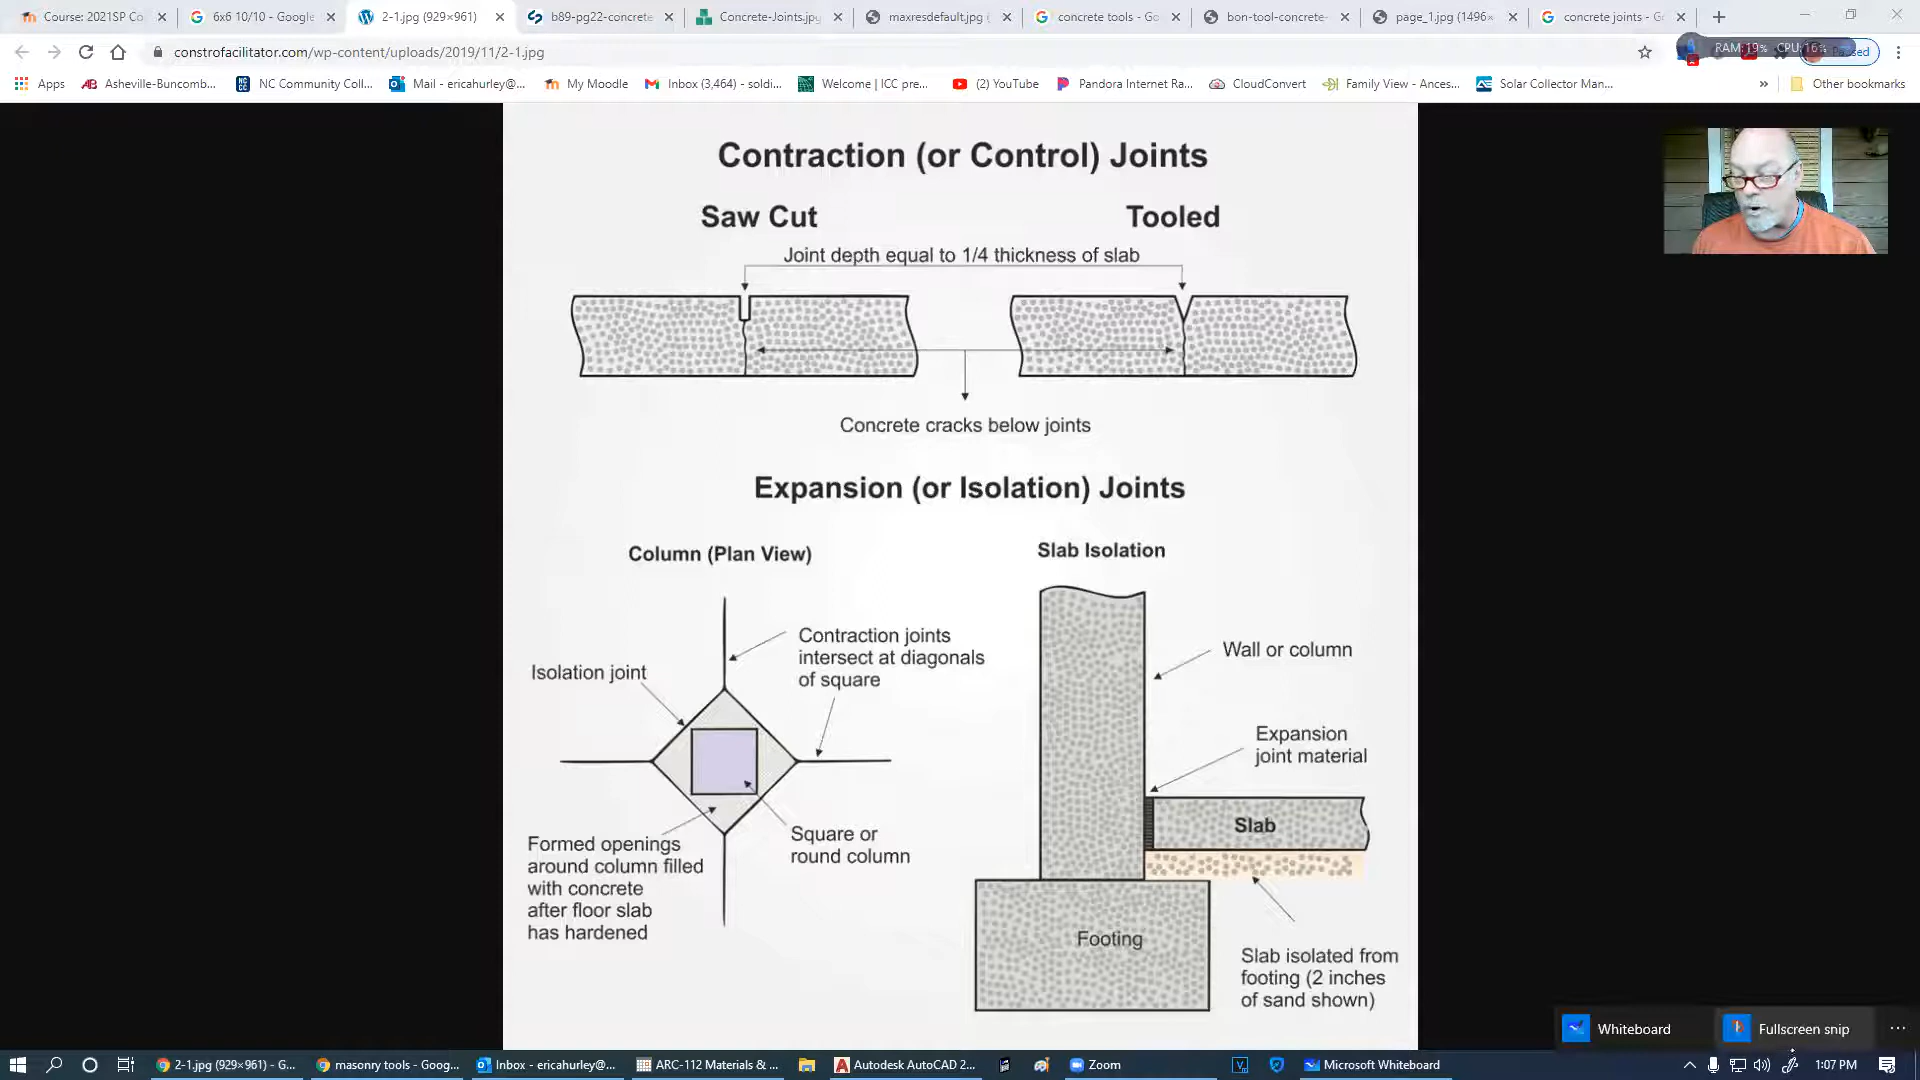 Course: 2021SP Co
6x6 10/10 - Google
2-1.jpg (929×961)
b89-pg22-concrete
Concrete-Joints.jpg
maxresdefault.jpg (
concrete tools - Go
bon-tool-concrete-
page_1.jpg (1496×
concrete joints - G
constrofacilitator.com/wp-content/uploads/2019/11/2-1.jpg
RAM:19% CPU:16%
Paused
Apps
Asheville-Buncomb...
NC Community Coll...
Mail - ericahurley@...
My Moodle
Inbox (3,464) - soldi...
Welcome | ICC pre...
(2) YouTube
Pandora Internet Ra...
CloudConvert
Family View - Ances...
Solar Collector Man...
»
Other bookmarks
Contraction (or Control) Joints
Saw Cut
Tooled
Joint depth equal to 1/4 thickness of slab
Concrete cracks below joints
Expansion (or Isolation) Joints
Column (Plan View)
Slab Isolation
Contraction joints
intersect at diagonals
of square
Isolation joint
Square or
round column
Formed openings
around column filled
with concrete
after floor slab
has hardened
Wall or column
Expansion
joint material
Slab
Footing
Slab isolated from
footing (2 inches
of sand shown)
Whiteboard
Fullscreen snip
2-1.jpg (929×961) - G...
masonry tools - Goog...
Inbox - ericahurley@...
ARC-112 Materials & ...
Autodesk AutoCAD 2...
Zoom
Microsoft Whiteboard
1:07 PM